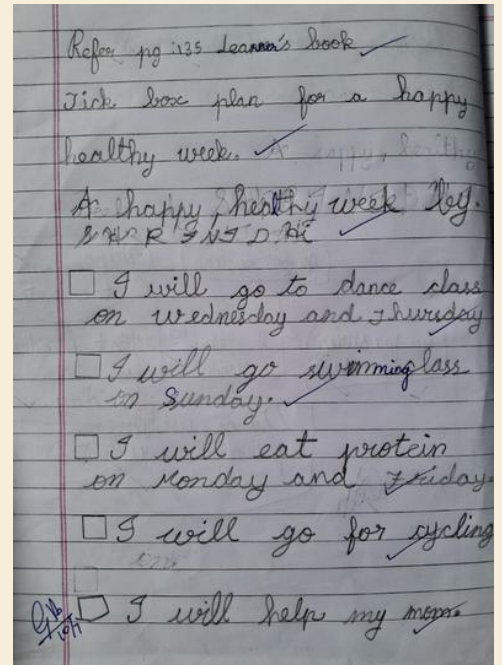 Refer pg :135 Learner's book
Tick box plan for a happy
healthy week.
A happy, healthy week by.
SHRINIDHI
I will go to dance class
on wednesday and Thursday
I will go swimming class
on Sunday.
I will eat protein
on Monday and Friday.
I will go for cycling
I will help my mom.